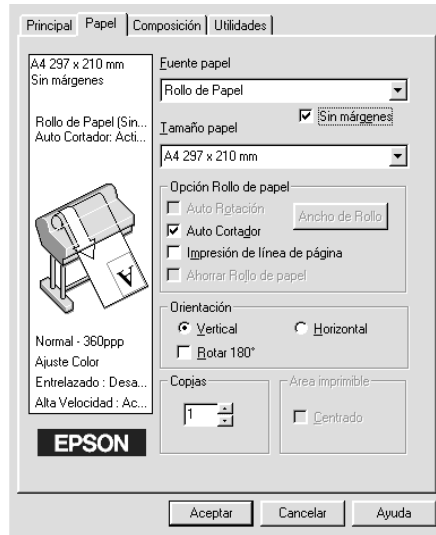 Principal Papel Composición Utilidades
A4 297 x 210 mm
Sin márgenes
Rollo de Papel (Sin...
Auto Cortador: Acti...
A
Normal - 360ppp
Ajuste Color
Entrelazado : Desa...
Alta Velocidad : Ac...
EPSON
Fuente papel
Rollo de Papel
Sin márgenes
Tamaño papel
A4 297 x 210 mm
Opción Rollo de papel
Auto Rotación
Ancho de Rollo
Auto Cortador
Impresión de línea de página
Ahorrar Rollo de papel
Orientación
Vertical Horizontal
Rotar 180°
Copias
1
Area imprimible
Centrado
Aceptar Cancelar Ayuda